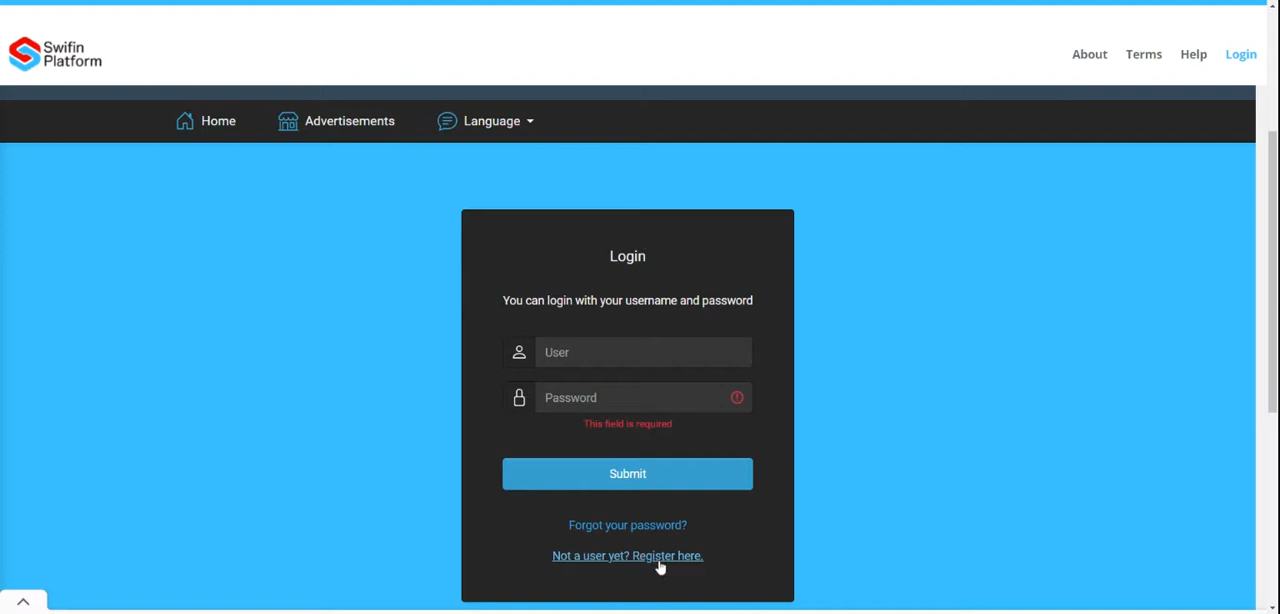 Swifin
Platform
About Terms Help Login
Home Advertisements Language
Login
You can login with your username and password
User
Password
This field is required
Submit
Forgot your password?
Not a user yet? Register here.